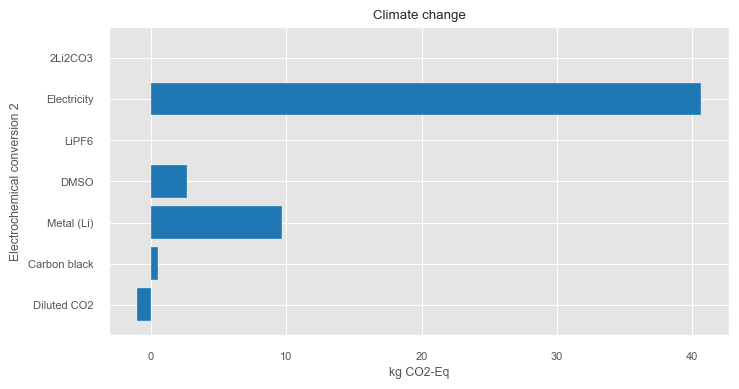 Climate change
Electrochemical conversion 2
2Li2CO3
Electricity
LiPF6
DMSO
Metal (Li)
Carbon black
Diluted CO2
0 10 20 30 40
kg CO2-Eq